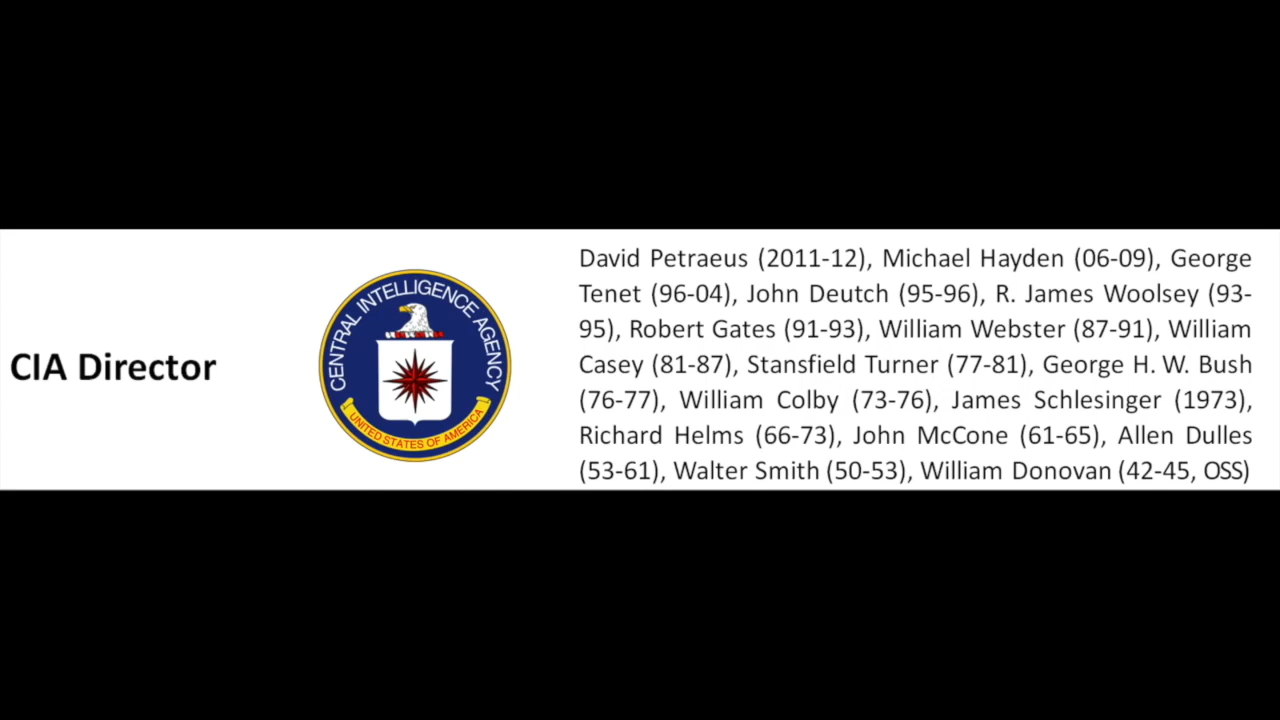 CIA Director
CENTRAL INTELLIGENCE AGENCY
UNITED STATES OF AMERICA
David Petraeus (2011-12), Michael Hayden (06-09), George
Tenet (96-04), John Deutch (95-96), R. James Woolsey (93-
95), Robert Gates (91-93), William Webster (87-91), William
Casey (81-87), Stansfield Turner (77-81), George H. W. Bush
(76-77), William Colby (73-76), James Schlesinger (1973),
Richard Helms (66-73), John McCone (61-65), Allen Dulles
(53-61), Walter Smith (50-53), William Donovan (42-45, OSS)